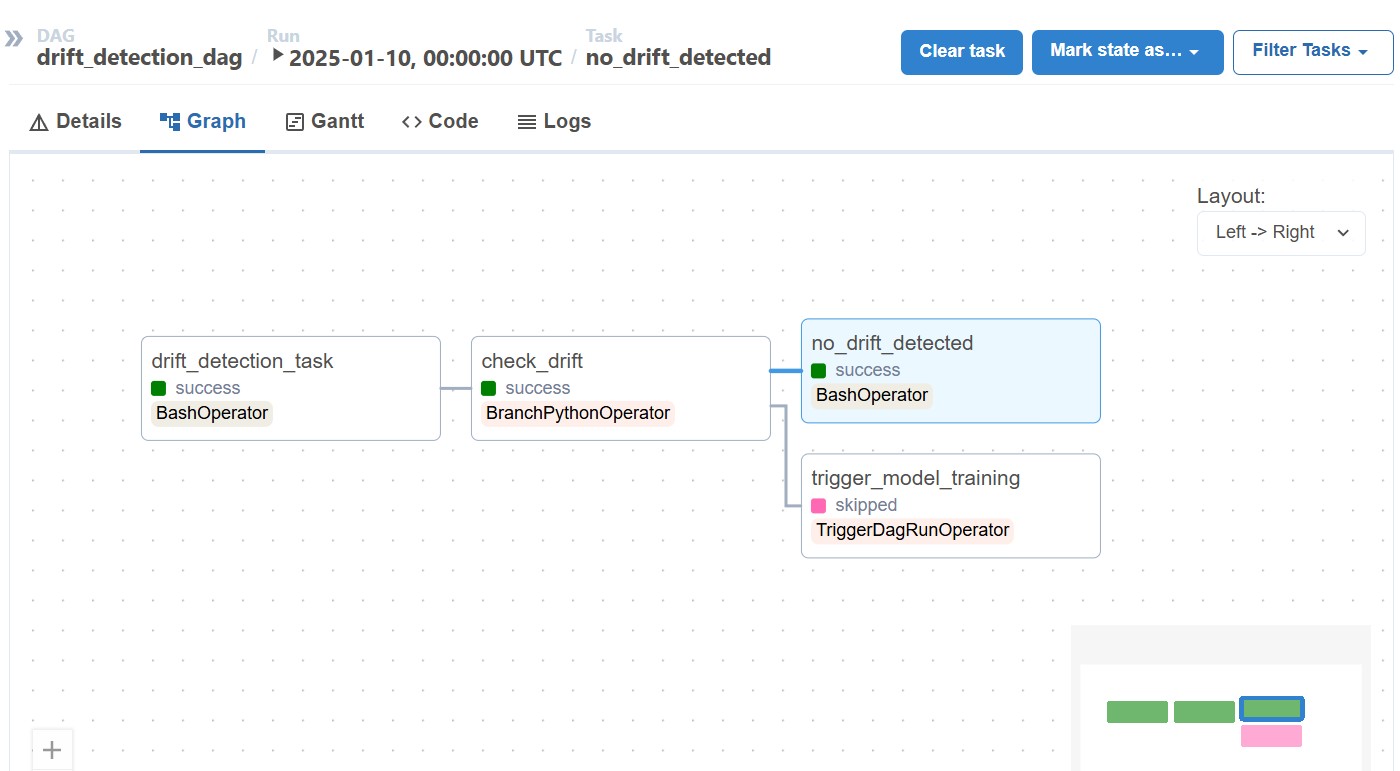 DAG Run Task
drift_detection_dag / 2025-01-10, 00:00:00 UTC / no_drift_detected
Clear task Mark state as... Filter Tasks
Details Graph Gantt Code Logs
Layout:
Left -> Right
drift_detection_task
success
BashOperator
check_drift
success
BranchPythonOperator
no_drift_detected
success
BashOperator
trigger_model_training
skipped
TriggerDagRunOperator